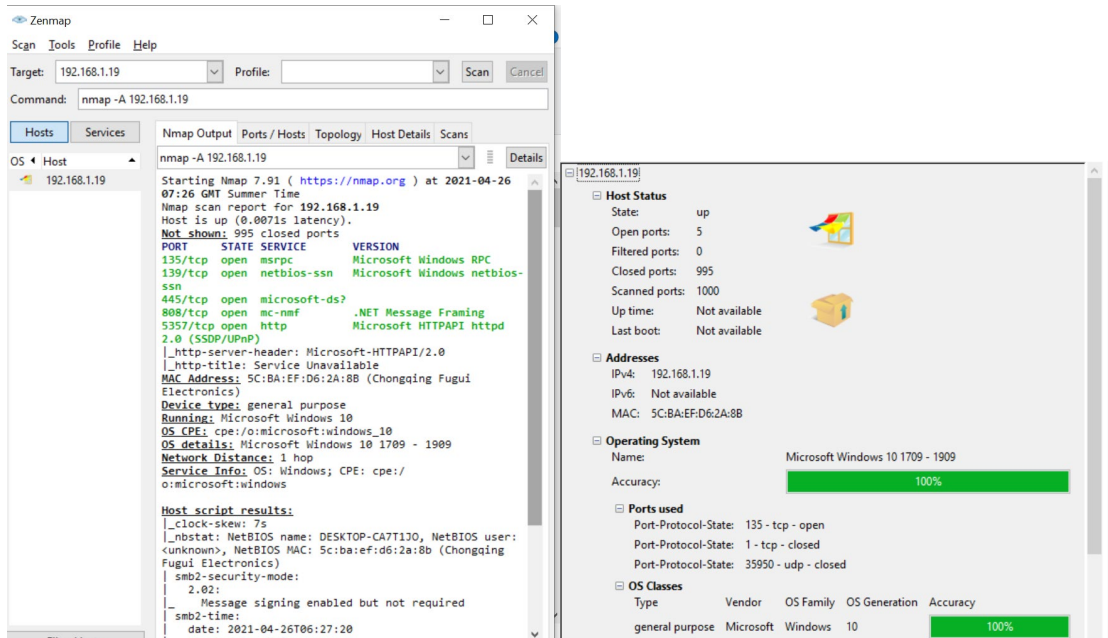 Zenmap
Scan Tools Profile Help
Target: 192.168.1.19 Profile: Scan Cancel
Command: nmap -A 192.168.1.19
Hosts Services
OS Host
192.168.1.19
Nmap Output Ports / Hosts Topology Host Details Scans
nmap -A 192.168.1.19 Details
Starting Nmap 7.91 ( https://nmap.org ) at 2021-04-26
07:26 GMT Summer Time
Nmap scan report for 192.168.1.19
Host is up (0.0071s latency).
Not shown: 995 closed ports
PORT STATE SERVICE VERSION
135/tcp open msrpc Microsoft Windows RPC
139/tcp open netbios-ssn Microsoft Windows netbios-
ssn
445/tcp open microsoft-ds?
808/tcp open mc-nmf .NET Message Framing
5357/tcp open http Microsoft HTTPAPI httpd
2.0 (SSDP/UPnP)
|_http-server-header: Microsoft-HTTPAPI/2.0
|_http-title: Service Unavailable
MAC Address: 5C:BA:EF:D6:2A:8B (Chongqing Fugui
Electronics)
Device type: general purpose
Running: Microsoft Windows 10
OS CPE: cpe:/o:microsoft:windows_10
OS details: Microsoft Windows 10 1709 - 1909
Network Distance: 1 hop
Service Info: OS: Windows; CPE: cpe:/
o:microsoft:windows
Host script results:
|_clock-skew: 7s
|_nbstat: NetBIOS name: DESKTOP-CA7T1JO, NetBIOS user:
<unknown>, NetBIOS MAC: 5c:ba:ef:d6:2a:8b (Chongqing
Fugui Electronics)
| smb2-security-mode:
| 2.02:
|_ Message signing enabled but not required
| smb2-time:
| date: 2021-04-26T06:27:20
192.168.1.19
Host Status
State: up
Open ports: 5
Filtered ports: 0
Closed ports: 995
Scanned ports: 1000
Up time: Not available
Last boot: Not available
Addresses
IPv4: 192.168.1.19
IPv6: Not available
MAC: 5C:BA:EF:D6:2A:8B
Operating System
Name: Microsoft Windows 10 1709 - 1909
Accuracy: 100%
Ports used
Port-Protocol-State: 135 - tcp - open
Port-Protocol-State: 1 - tcp - closed
Port-Protocol-State: 35950 - udp - closed
OS Classes
Type Vendor OS Family OS Generation Accuracy
general purpose Microsoft Windows 10 100%